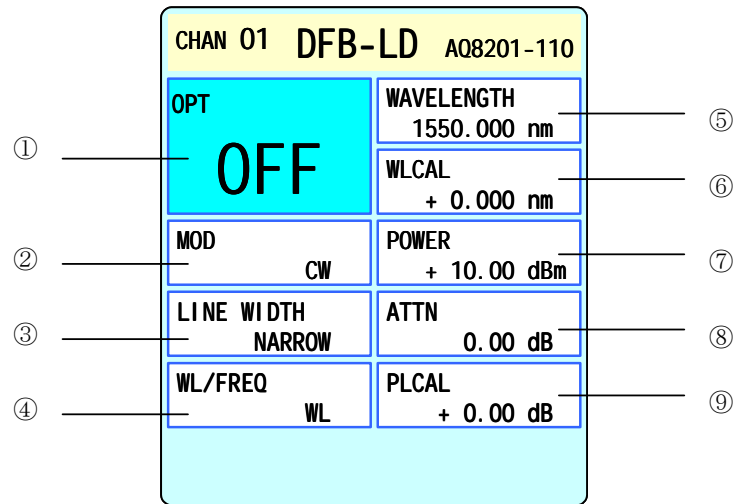 CHAN 01 DFB-LD AQ8201-110
OPT
OFF
①
MOD
CW
②
LINE WIDTH
NARROW
③
WL/FREQ
WL
④
WAVELENGTH
1550.000 nm
⑤
WLCAL
+ 0.000 nm
⑥
POWER
+ 10.00 dBm
⑦
ATTN
0.00 dB
⑧
PLCAL
+ 0.00 dB
⑨